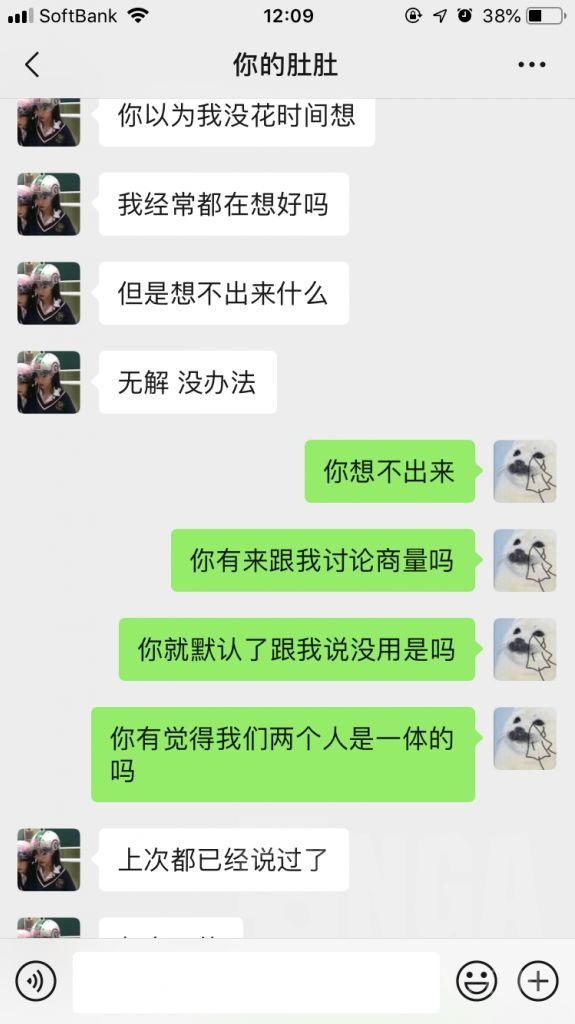 SoftBank 12:09 38%
你的肚肚
你以为我没花时间想
我经常都在想好吗
但是想不出来什么
无解 没办法
你想不出来
你有来跟我讨论商量吗
你就默认了跟我说没用是吗
你有觉得我们两个人是一体的
吗
上次都已经说过了
NGA